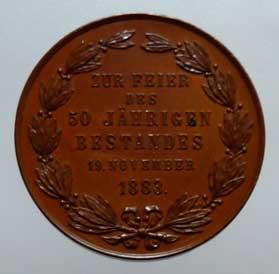 ZUR FEIER
DES
50 JÄHRIGEN
BESTANDES
19. NOVEMBER
1883.